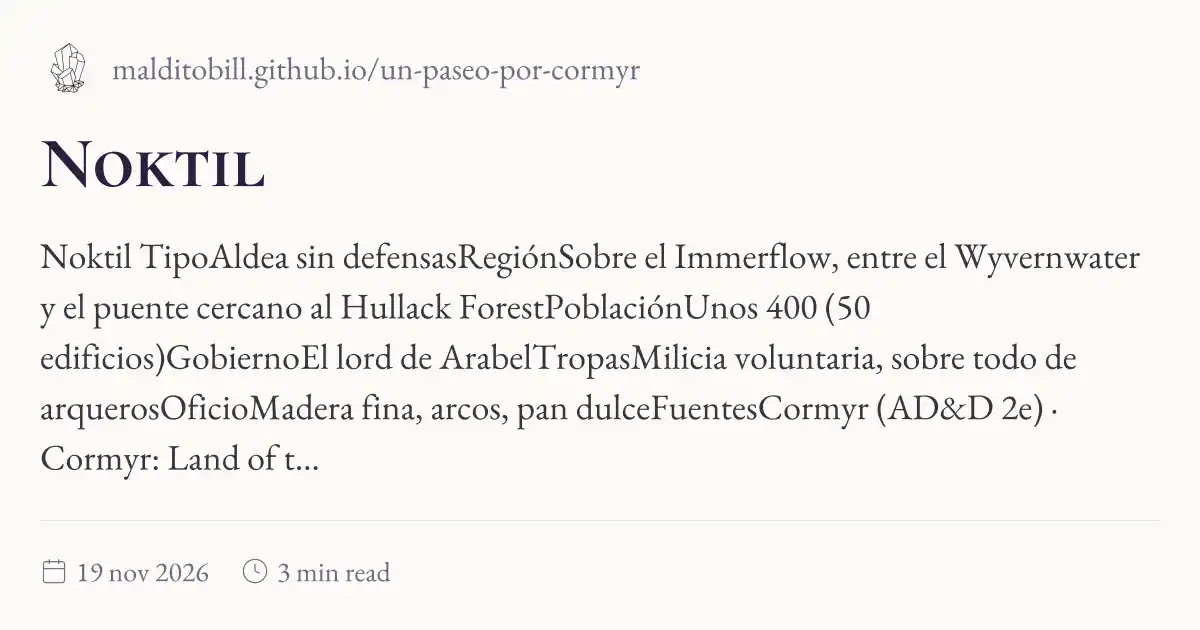 malditobill.github.io/un-paseo-por-cormyr
Noktil
Noktil TipoAldea sin defensasRegiónSobre el Immerflow, entre el Wyvernwater
y el puente cercano al Hullack ForestPoblaciónUnos 400 (50
edificios)GobiernoEl lord de ArabelTropasMilicia voluntaria, sobre todo de
arquerosOficioMadera fina, arcos, pan dulceFuentesCormyr (AD&D 2e) ·
Cormyr: Land of t...
19 nov 2026 3 min read